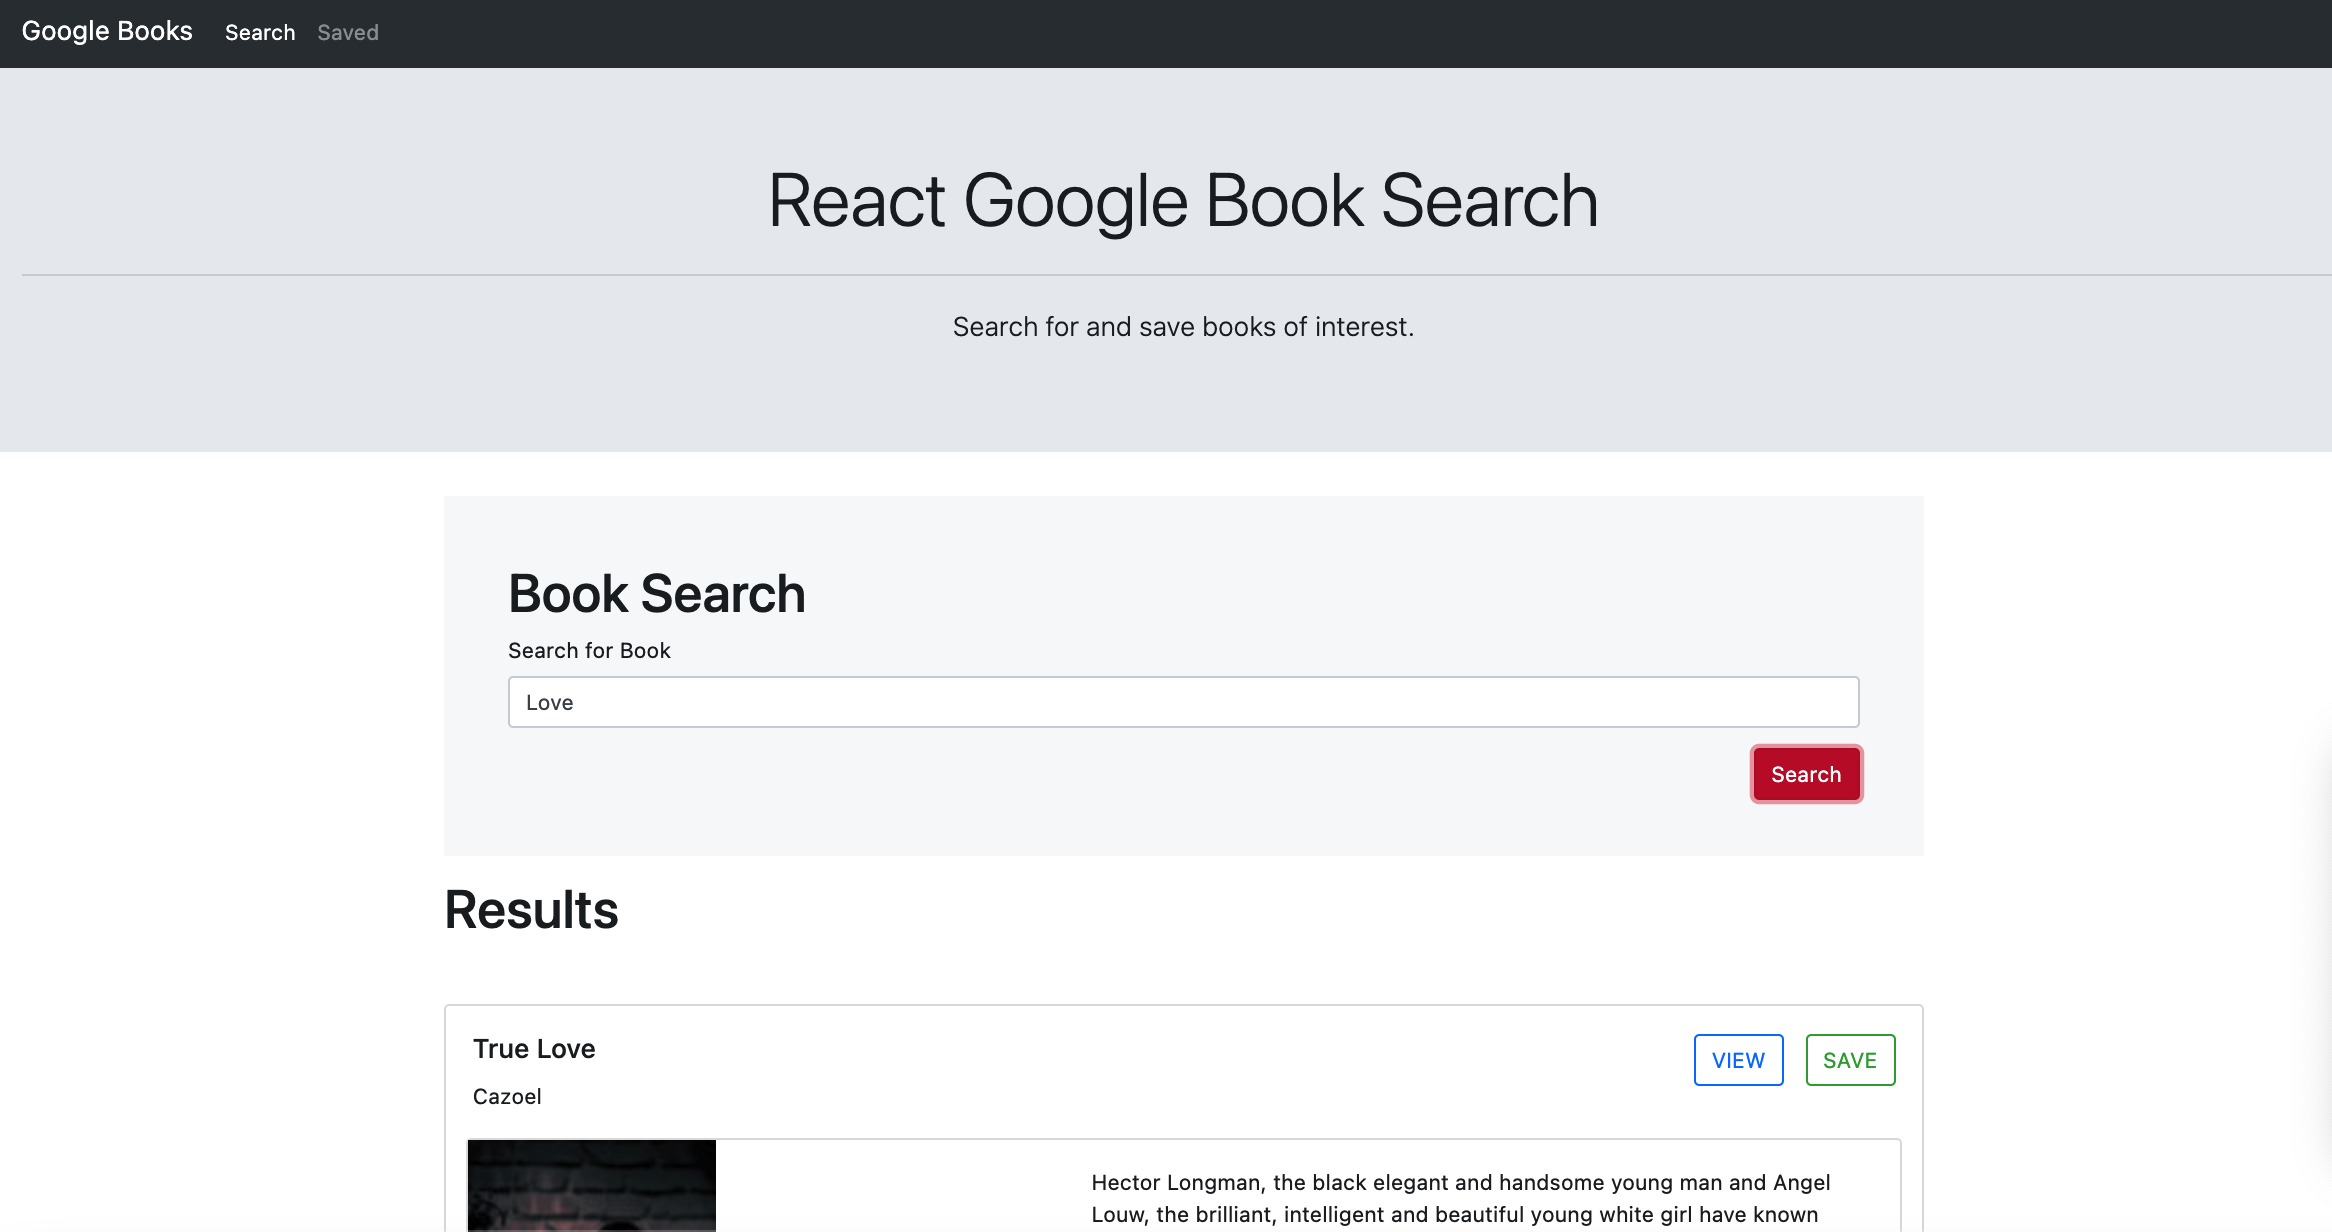 Google Books Search Saved
React Google Book Search
Search for and save books of interest.
Book Search
Search for Book
Love
Search
Results
True Love
VIEW SAVE
Cazoel
Hector Longman, the black elegant and handsome young man and Angel
Louw, the brilliant, intelligent and beautiful young white girl have known